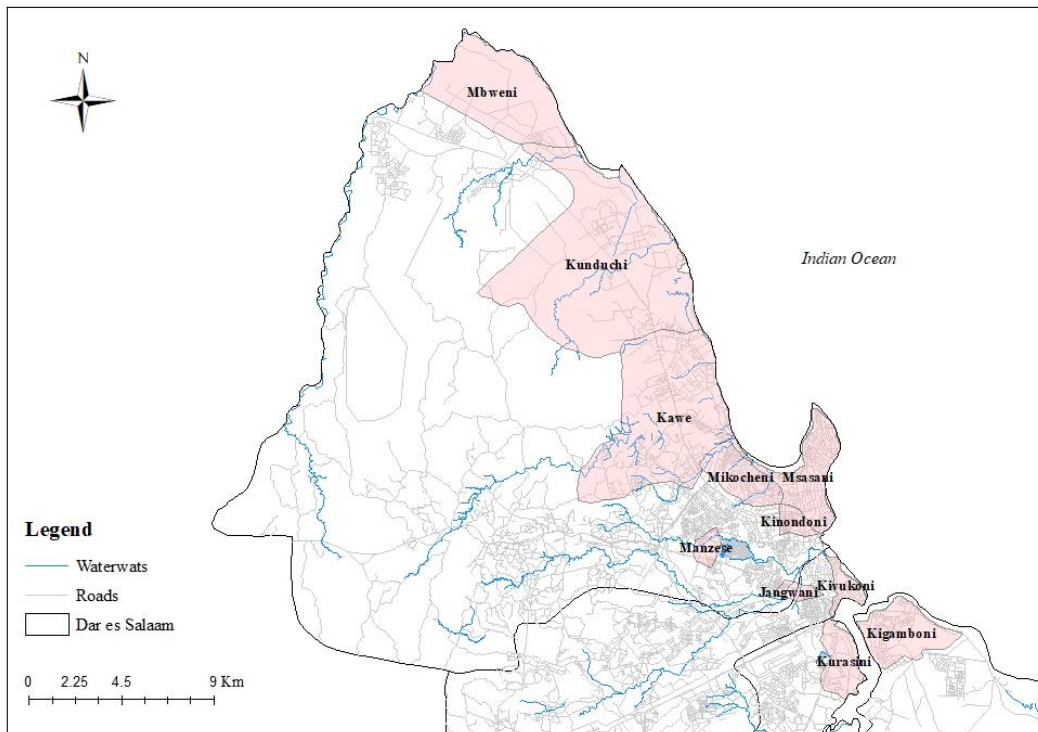 N
Mbweni
Indian Ocean
Kunduchi
Kawe
Mikocheni
Msasani
Kinondoni
Manzese
Jangwani
Kivukoni
Kigamboni
Kurasini
Legend
Waterwats
Roads
Dar es Salaam
0 2.25 4.5 9 Km